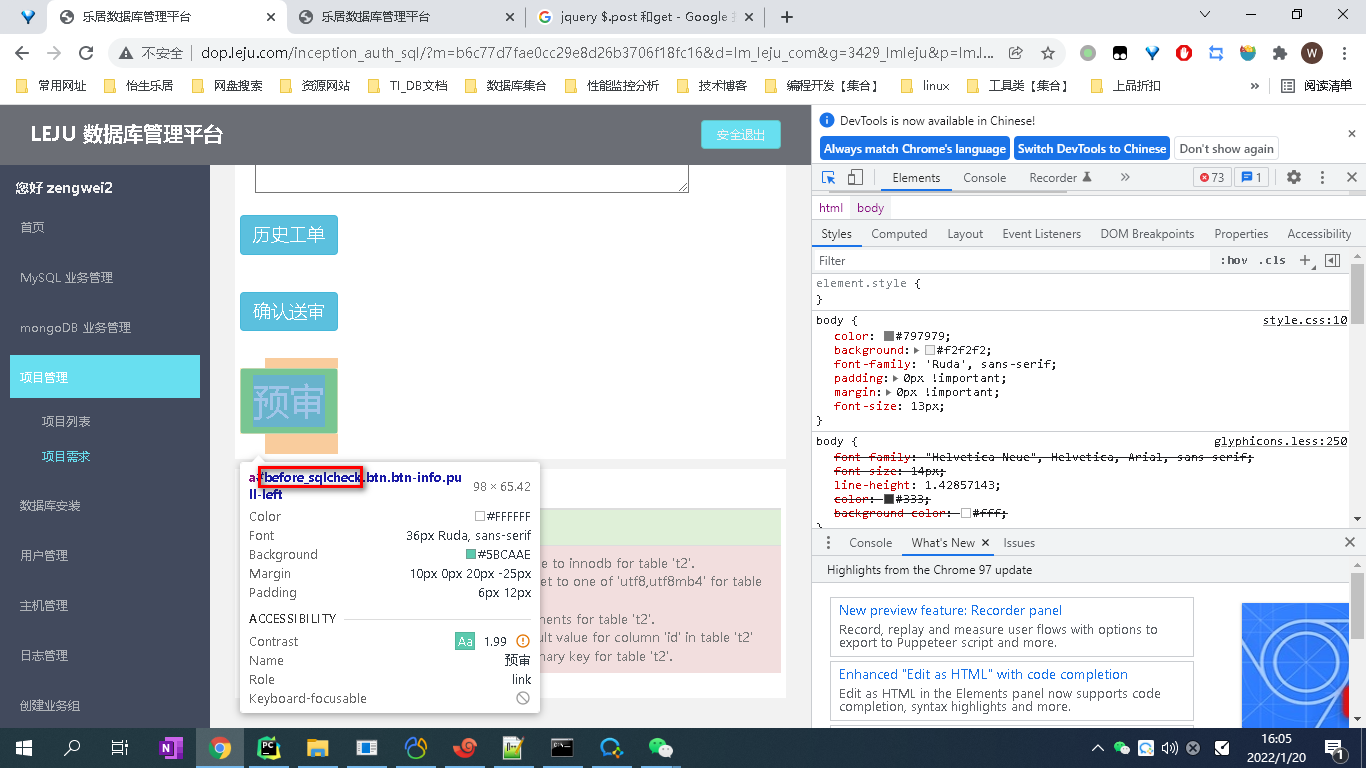 乐居数据库管理平台
乐居数据库管理平台
jquery $.post 和get - Google
不安全
dop.leju.com/inception_auth_sql/?m=b6c77d7fae0cc29e8d26b3706f18fc16&d=lm_leju_com&g=3429_lmleju&p=lm.l...
W
常用网址
怡生乐居
网盘搜索
资源网站
TI_DB文档
数据库集合
性能监控分析
技术博客
编程开发【集合】
linux
工具类【集合】
上品折扣
»
阅读清单
LEJU 数据库管理平台
安全退出
您好 zengwei2
首页
MySQL 业务管理
mongoDB 业务管理
项目管理
项目列表
项目需求
数据库安装
用户管理
主机管理
日志管理
创建业务组
历史工单
确认送审
预审
a#before_sqlcheck.btn.btn-info.pu
ll-left
98 × 65.42
Color #FFFFFF
Font 36px Ruda, sans-serif
Background #5BCAAE
Margin 10px 0px 20px -25px
Padding 6px 12px
ACCESSIBILITY
Contrast Aa 1.99
Name 预审
Role link
Keyboard-focusable
e to innodb for table 't2'.
et to one of 'utf8,utf8mb4' for table
nents for table 't2'.
ult value for column 'id' in table 't2'
nary key for table 't2'.
DevTools is now available in Chinese!
Always match Chrome's language
Switch DevTools to Chinese
Don't show again
Elements
Console
Recorder
»
73
1
html
body
Styles
Computed
Layout
Event Listeners
DOM Breakpoints
Properties
Accessibility
Filter
:hov
.cls
element.style {
}
body {
style.css:10
color: #797979;
background: #f2f2f2;
font-family: 'Ruda', sans-serif;
padding: 0px !important;
margin: 0px !important;
font-size: 13px;
}
body {
glyphicons.less:250
font-family: "Helvetica Neue", Helvetica, Arial, sans-serif;
font-size: 14px;
line-height: 1.42857143;
color: #333;
background-color: #fff;
}
Console
What's New
Issues
Highlights from the Chrome 97 update
New preview feature: Recorder panel
Record, replay and measure user flows with options to
export to Puppeteer script and more.
Enhanced "Edit as HTML" with code completion
Edit as HTML in the Elements panel now supports code
completion, syntax highlights and more.
16:05
2022/1/20
1